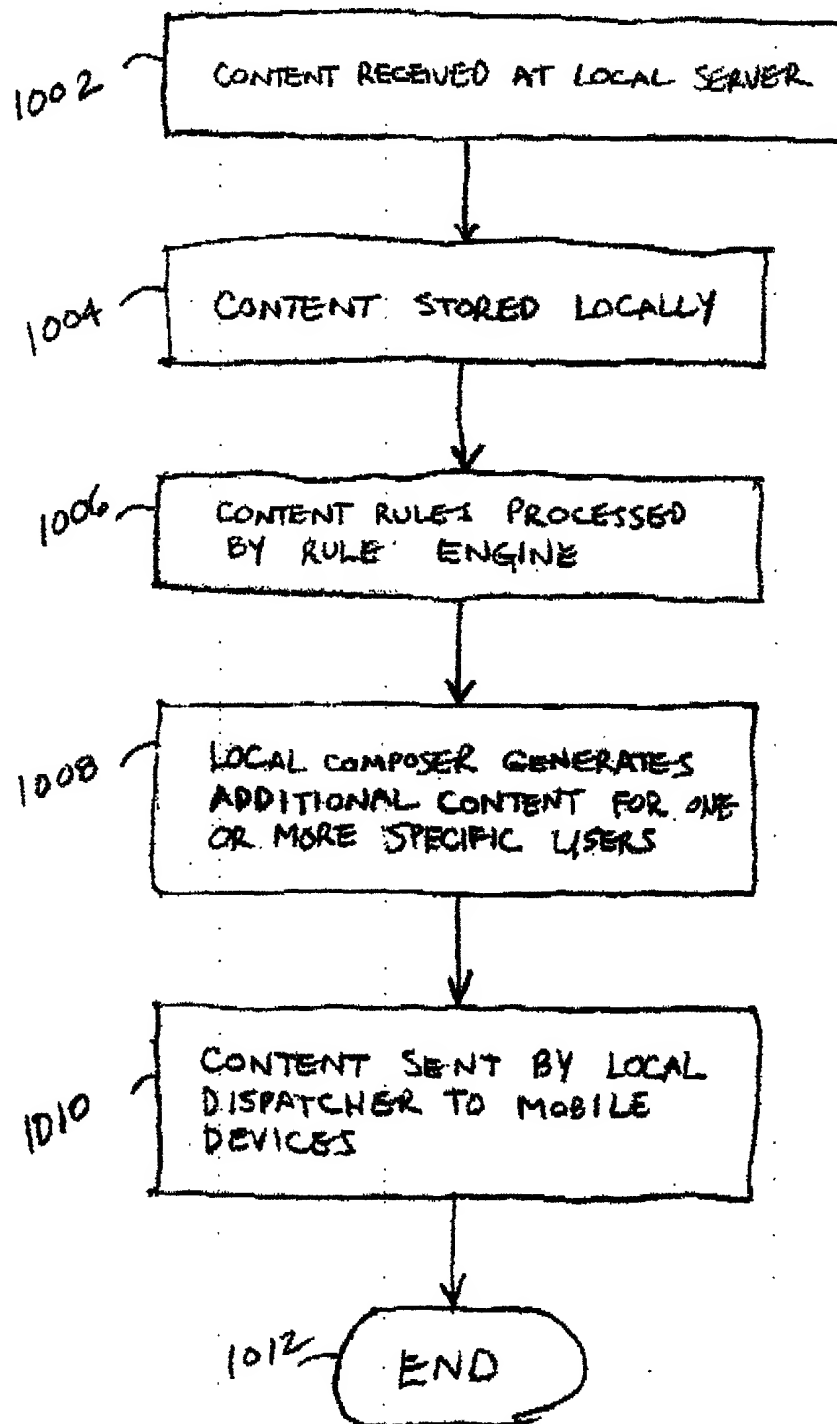 1002
CONTENT RECEIVED AT LOCAL SERVER
1004
CONTENT STORED LOCALLY
1006
CONTENT RULES PROCESSED
BY RULE ENGINE
1008
LOCAL COMPOSER GENERATES
ADDITIONAL CONTENT FOR ONE
OR MORE SPECIFIC USERS
1010
CONTENT SENT BY LOCAL
DISPATCHER TO MOBILE
DEVICES
1012
END